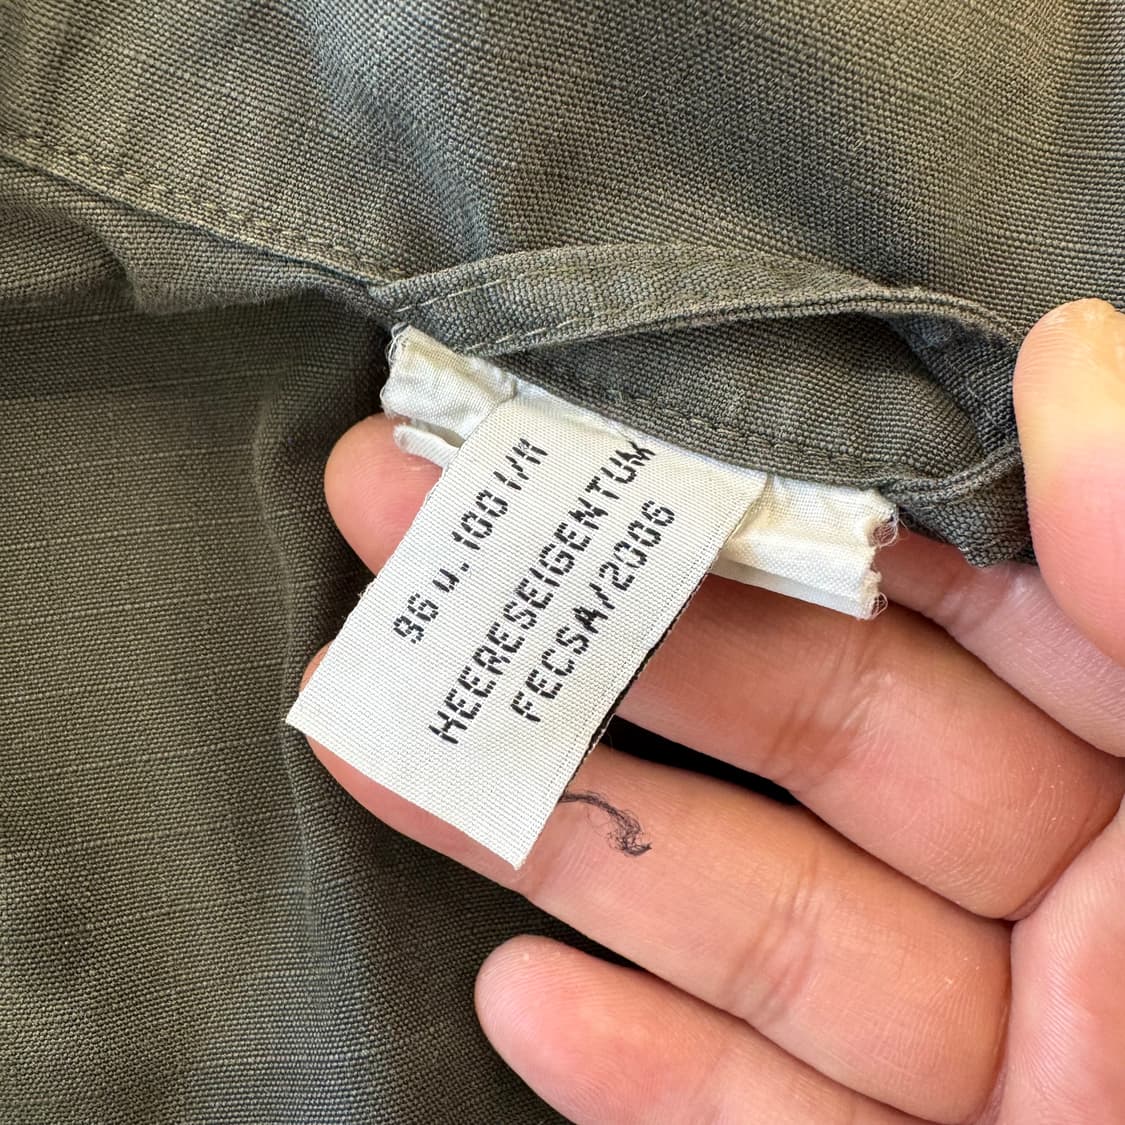 96 u. 100 I/II
HEERESEIGENTUM
FECSA/2006